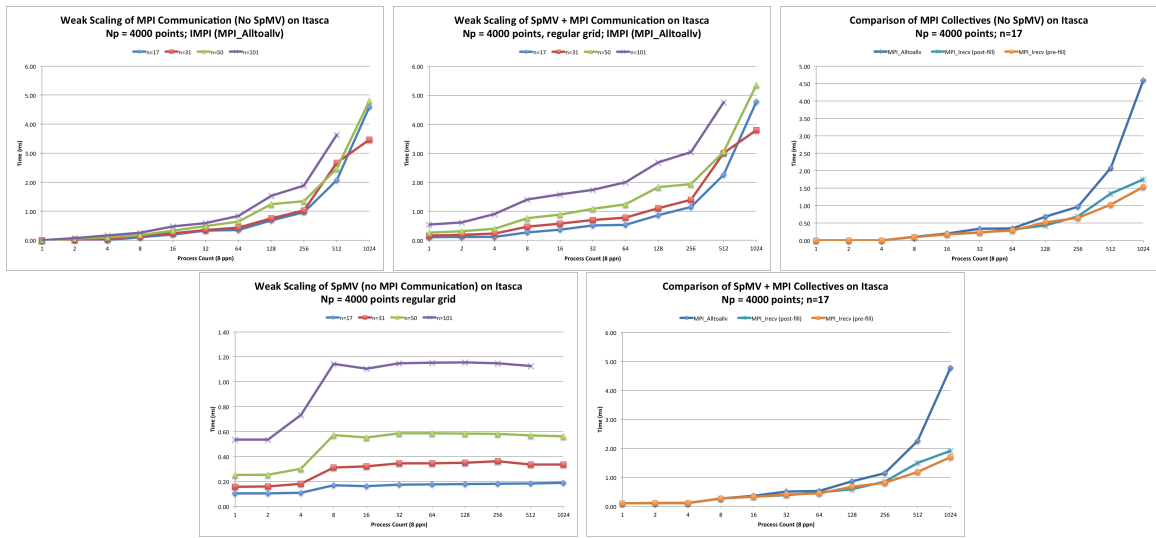 Weak Scaling of MPI Communication (No SpMV) on Itasca
Np = 4000 points; IMPI (MPI_Alltoallv)
n=17 n=31 n=50 n=101
6.00
5.00
4.00
3.00
2.00
1.00
0.00
Time (ms)
1 2 4 8 16 32 64 128 256 512 1024
Process Count (8 ppn)
Weak Scaling of SpMV + MPI Communication on Itasca
Np = 4000 points, regular grid; IMPI (MPI_Alltoallv)
n=17 n=31 n=50 n=101
6.00
5.00
4.00
3.00
2.00
1.00
0.00
Time (ms)
1 2 4 8 16 32 64 128 256 512 1024
Process Count (8 ppn)
Comparison of MPI Collectives (No SpMV) on Itasca
Np = 4000 points; n=17
MPI_Alltoallv MPI_Irecv (post-fill) MPI_Irecv (pre-fill)
5.00
4.50
4.00
3.50
3.00
2.50
2.00
1.50
1.00
0.50
0.00
Time (ms)
1 2 4 8 16 32 64 128 256 512 1024
Process Count (8 ppn)
Weak Scaling of SpMV (no MPI Communication) on Itasca
Np = 4000 points regular grid
n=17 n=31 n=50 n=101
1.40
1.20
1.00
0.80
0.60
0.40
0.20
0.00
Time (ms)
1 2 4 8 16 32 64 128 256 512 1024
Process Count (8 ppn)
Comparison of SpMV + MPI Collectives on Itasca
Np = 4000 points; n=17
MPI_Alltoallv MPI_Irecv (post-fill) MPI_Irecv (pre-fill)
6.00
5.00
4.00
3.00
2.00
1.00
0.00
Time (ms)
1 2 4 8 16 32 64 128 256 512 1024
Process Count (8 ppn)